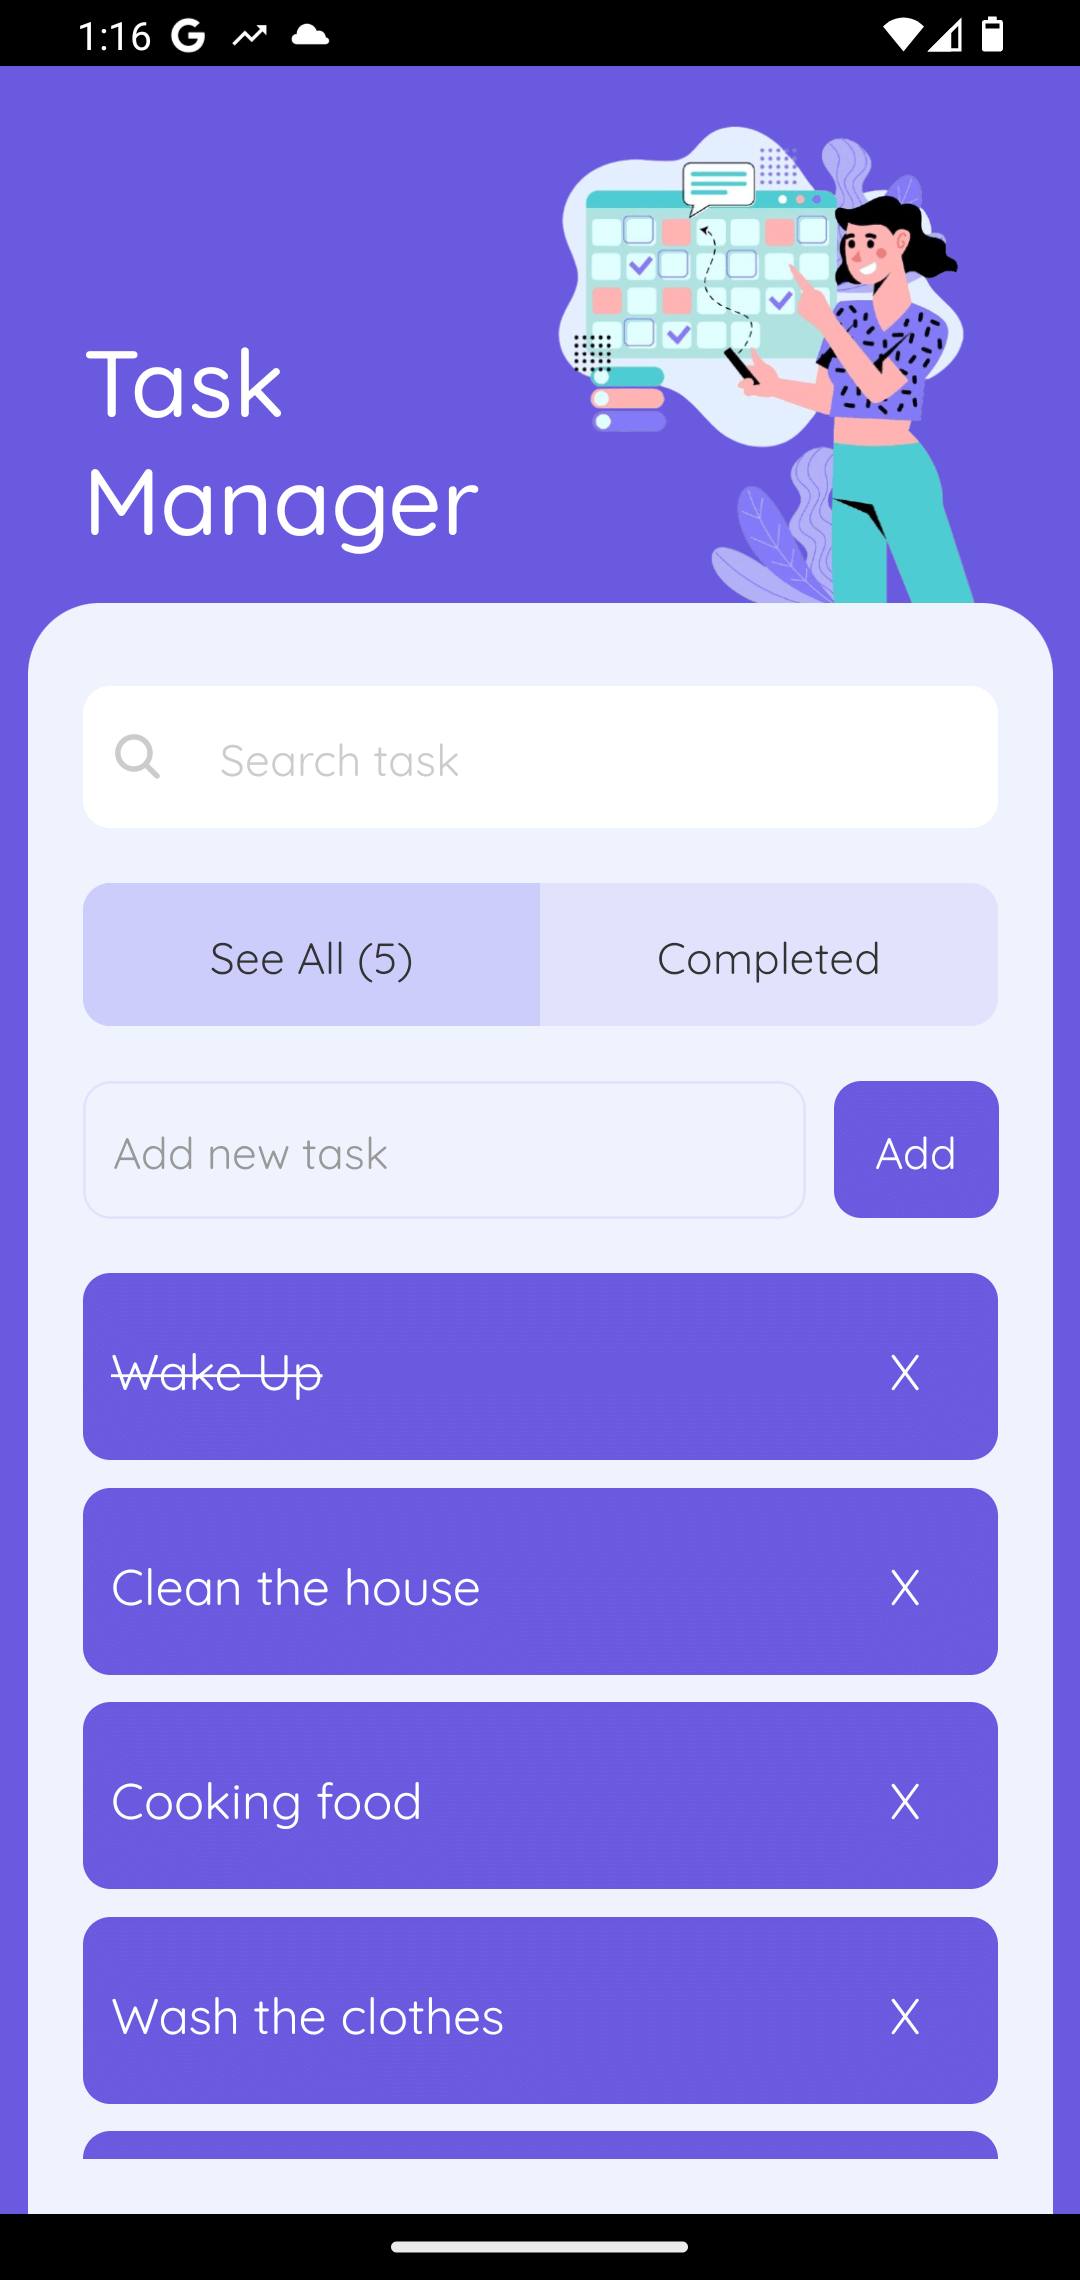 1:16
Task
Manager
Search task
See All (5)
Completed
Add new task
Add
Wake Up
X
Clean the house
X
Cooking food
X
Wash the clothes
X